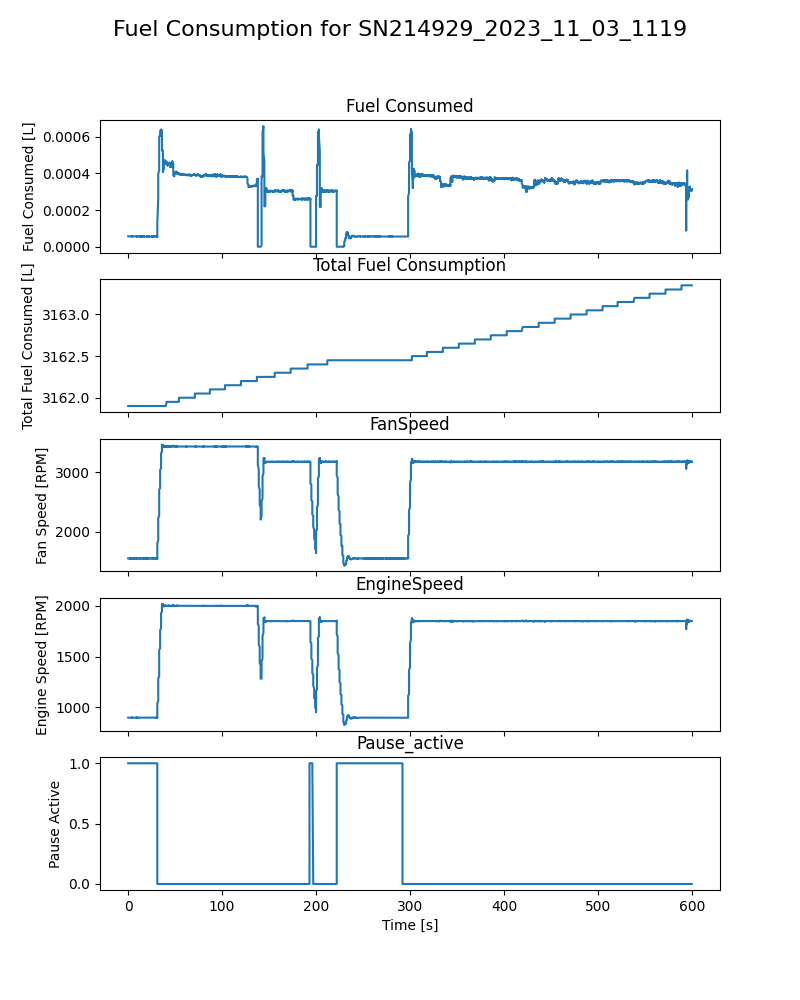 Fuel Consumption for SN214929_2023_11_03_1119
Fuel Consumed
Fuel Consumed [L]
0.0006
0.0004
0.0002
0.0000
Total Fuel Consumption
Total Fuel Consumed [L]
3163.0
3162.5
3162.0
FanSpeed
Fan Speed [RPM]
3000
2000
EngineSpeed
Engine Speed [RPM]
2000
1500
1000
Pause_active
Pause Active
1.0
0.5
0.0
0 100 200 300 400 500 600
Time [s]